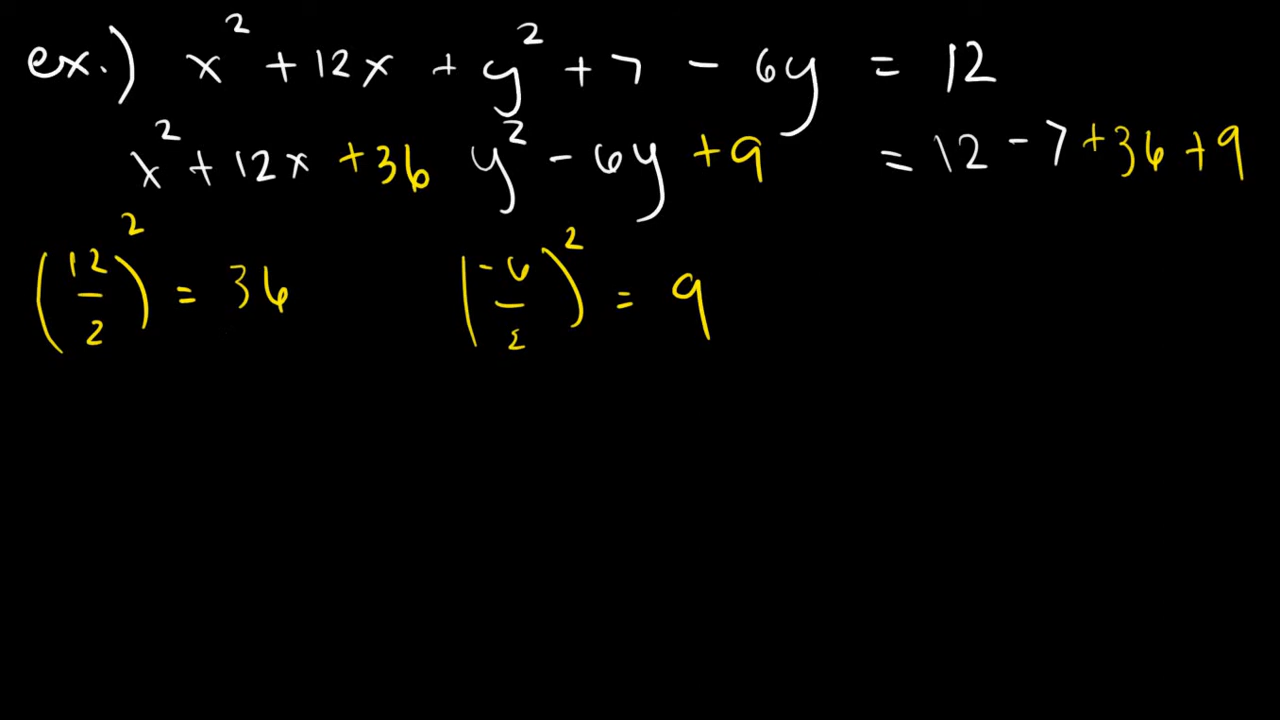 ex.) x² + 12x + y² + 7 - 6y = 12
x² + 12x + 36 y² - 6y + 9 = 12 - 7 + 36 + 9
(12/2)² = 36 (-6/2)² = 9